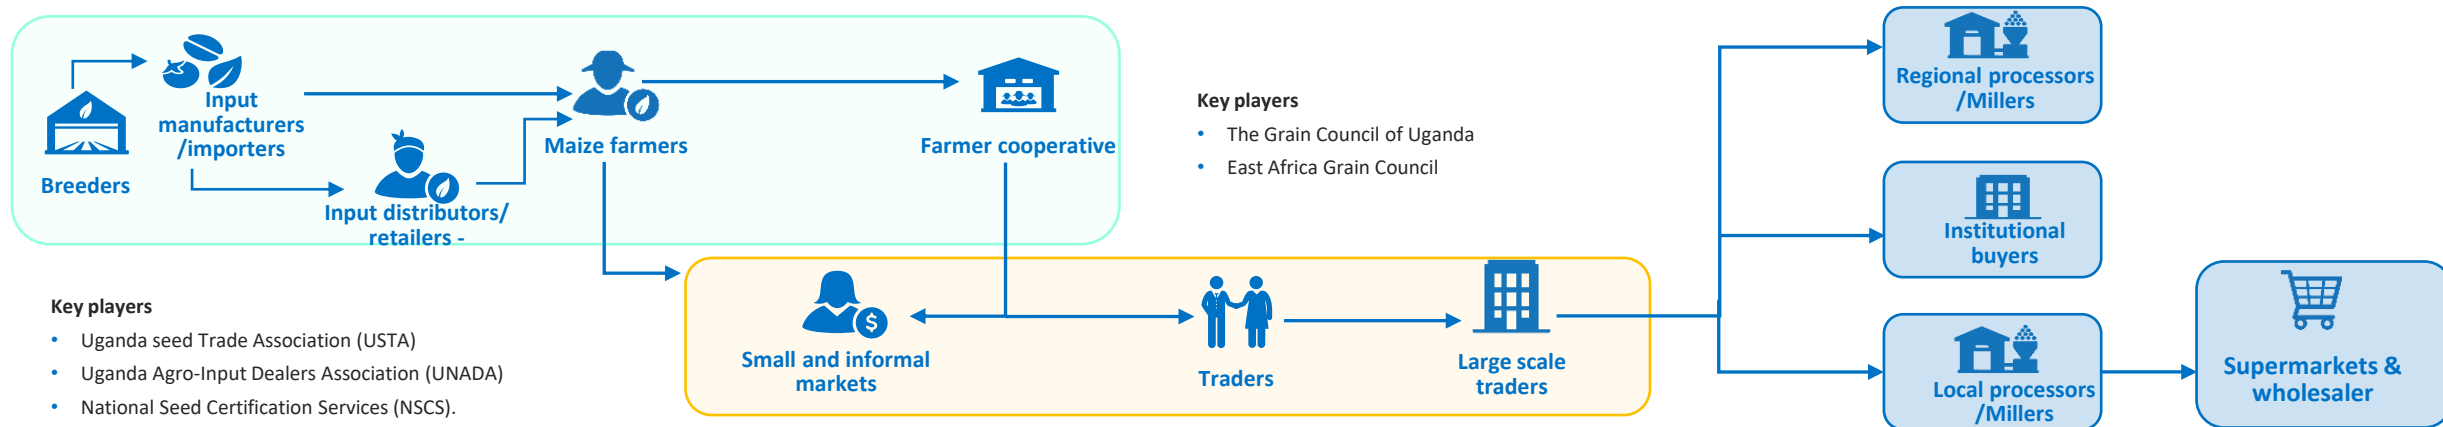 Breeders
Input
manufacturers
/importers
Input distributors/
retailers -
Maize farmers
Farmer cooperative
Key players
• The Grain Council of Uganda
• East Africa Grain Council
Key players
• Uganda seed Trade Association (USTA)
• Uganda Agro-Input Dealers Association (UNADA)
• National Seed Certification Services (NSCS).
$
Small and informal
markets
Traders
Large scale
traders
Regional processors
/Millers
Institutional
buyers
Local processors
/Millers
Supermarkets &
wholesaler